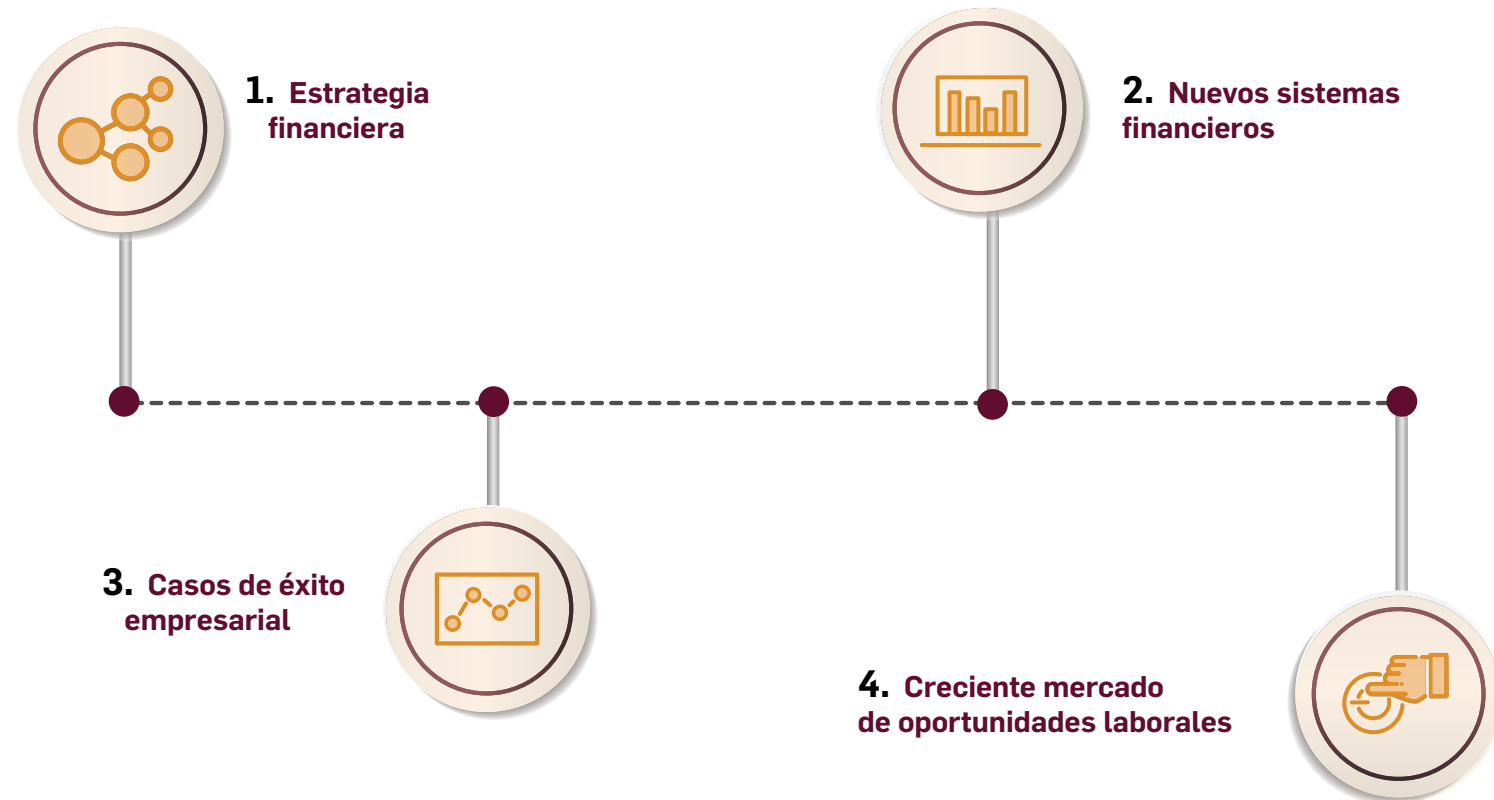 1. Estrategia
financiera
2. Nuevos sistemas
financieros
3. Casos de éxito
empresarial
4. Creciente mercado
de oportunidades laborales